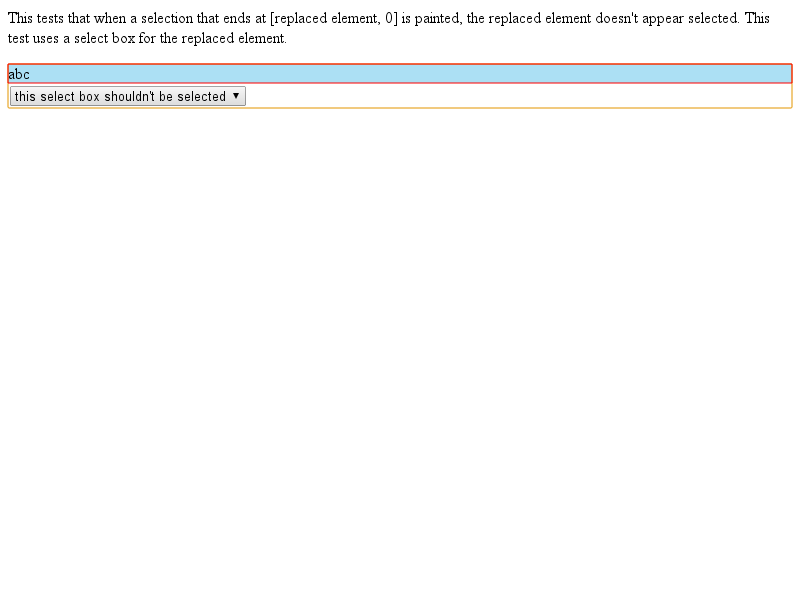 This tests that when a selection that ends at [replaced element, 0] is painted, the replaced element doesn't appear selected. This
test uses a select box for the replaced element.
abc
this select box shouldn't be selected